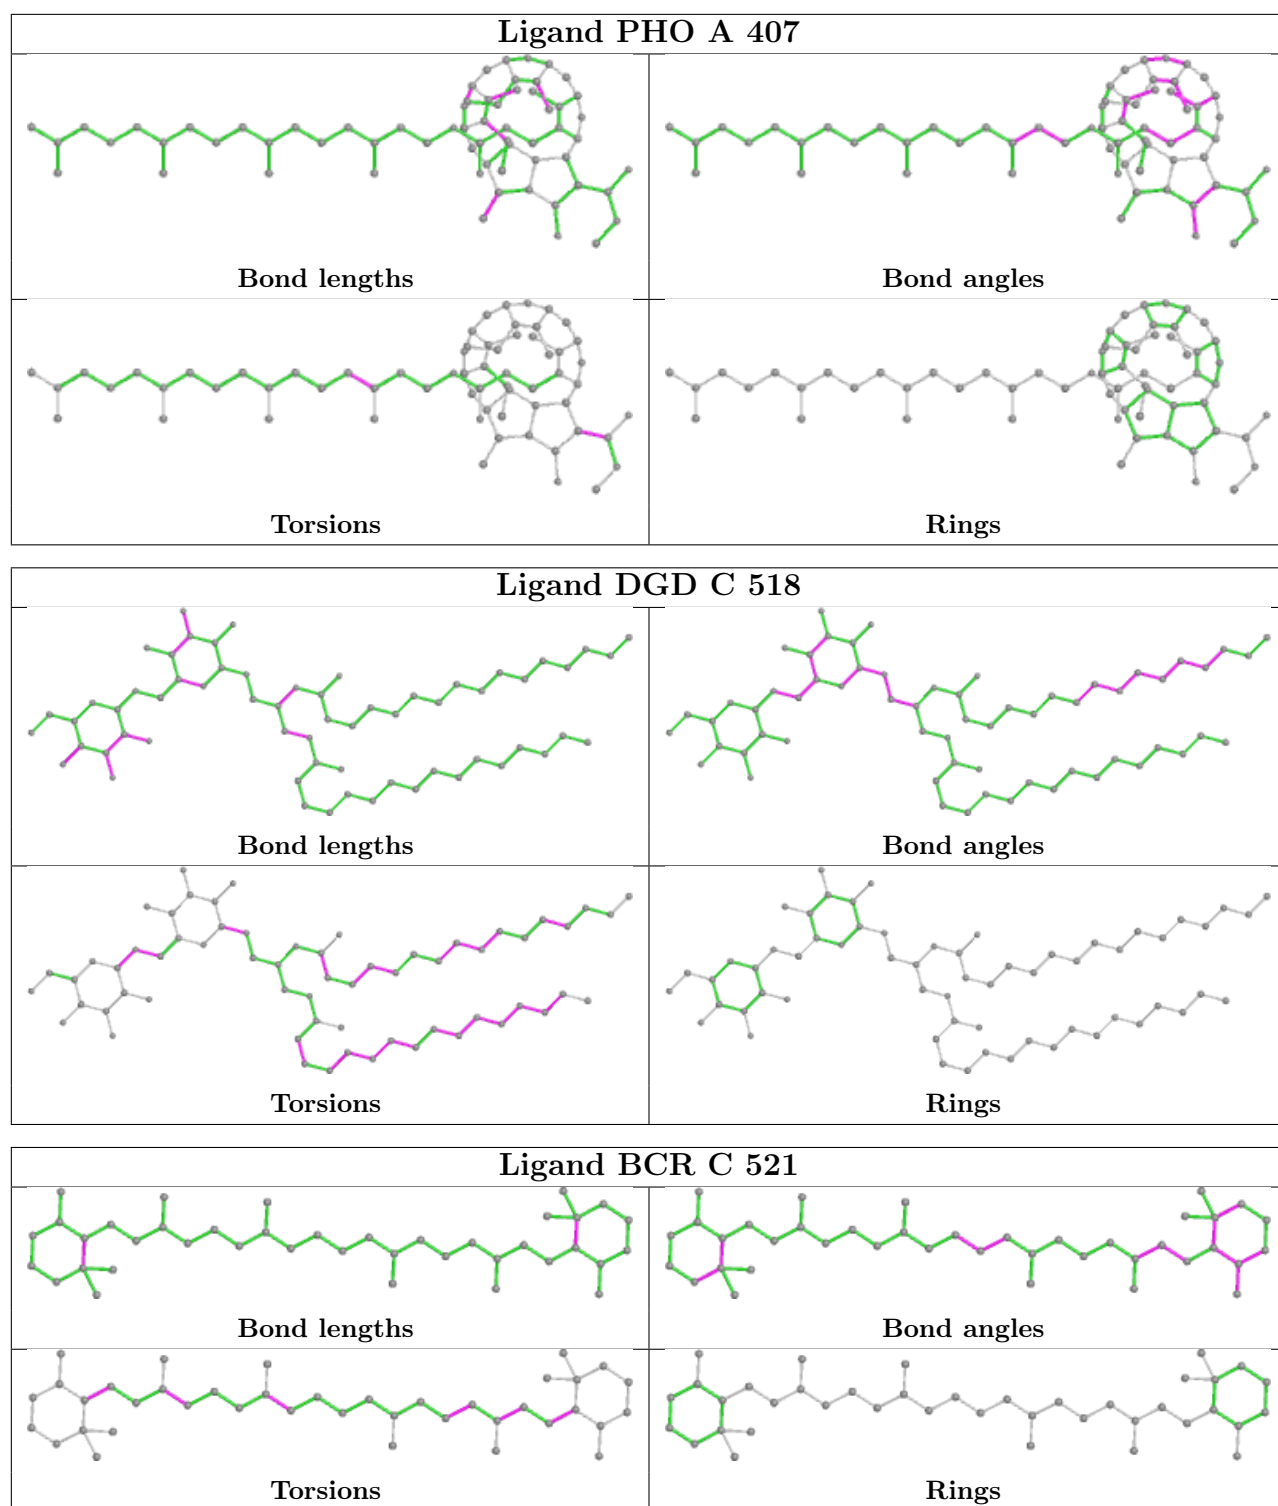 Ligand PHO A 407
Bond lengths
Bond angles
Torsions
Rings
Ligand DGD C 518
Bond lengths
Bond angles
Torsions
Rings
Ligand BCR C 521
Bond lengths
Bond angles
Torsions
Rings